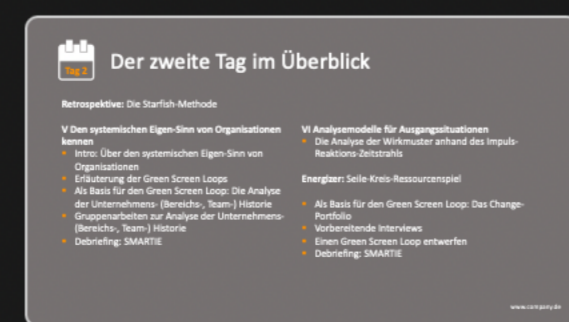 Tag 2
Der zweite Tag im Überblick
Retrospektive: Die Starfish-Methode
V Den systemischen Eigen-Sinn von Organisationen
kennen
Intro: Über den systemischen Eigen-Sinn von
Organisationen
Erläuterung der Green Screen Loops
Als Basis für den Green Screen Loop: Die Analyse
der Unternehmens- (Bereichs-, Team-) Historie
Gruppenarbeiten zur Analyse der Unternehmens-
(Bereichs-, Team-) Historie
Debriefing: SMARTIE
VI Analysemodelle für Ausgangssituationen
Die Analyse der Wirkmuster anhand des Impuls-
Reaktions-Zeitstrahls
Energizer: Seile-Kreis-Ressourcenspiel
Als Basis für den Green Screen Loop: Das Change-
Portfolio
Vorbereitende Interviews
Einen Green Screen Loop entwerfen
Debriefing: SMARTIE
www.company.de